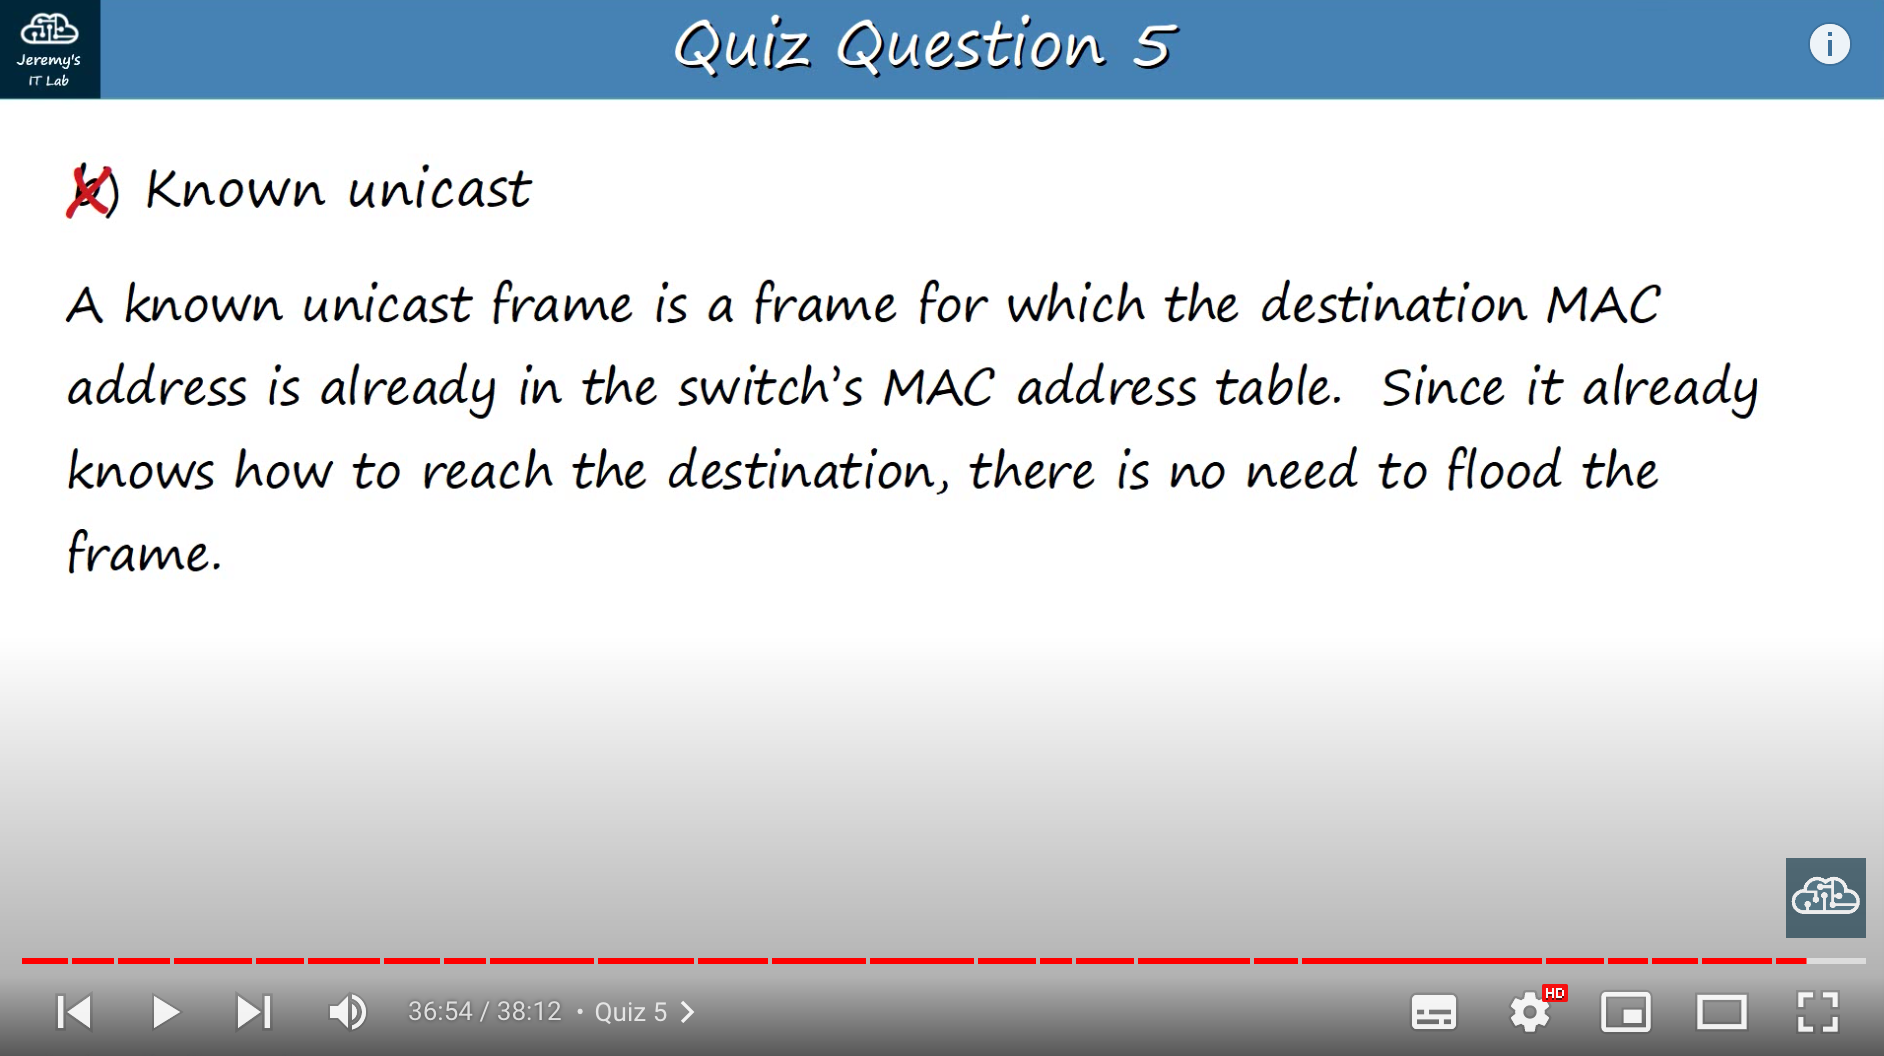 Jeremy's
IT Lab
Quiz Question 5
b) Known unicast
A known unicast frame is a frame for which the destination MAC
address is already in the switch's MAC address table. Since it already
knows how to reach the destination, there is no need to flood the
frame.
36:54 / 38:12 • Quiz 5
HD